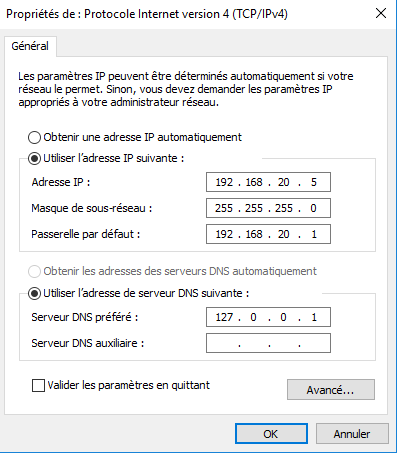 Propriétés de : Protocole Internet version 4 (TCP/IPv4)
Général
Les paramètres IP peuvent être déterminés automatiquement si votre
réseau le permet. Sinon, vous devez demander les paramètres IP
appropriés à votre administrateur réseau.
Obtenir une adresse IP automatiquement
Utiliser l'adresse IP suivante :
Adresse IP : 192 . 168 . 20 . 5
Masque de sous-réseau : 255 . 255 . 255 . 0
Passerelle par défaut : 192 . 168 . 20 . 1
Obtenir les adresses des serveurs DNS automatiquement
Utiliser l'adresse de serveur DNS suivante :
Serveur DNS préféré : 127 . 0 . 0 . 1
Serveur DNS auxiliaire : . . .
Valider les paramètres en quittant
Avancé...
OK Annuler